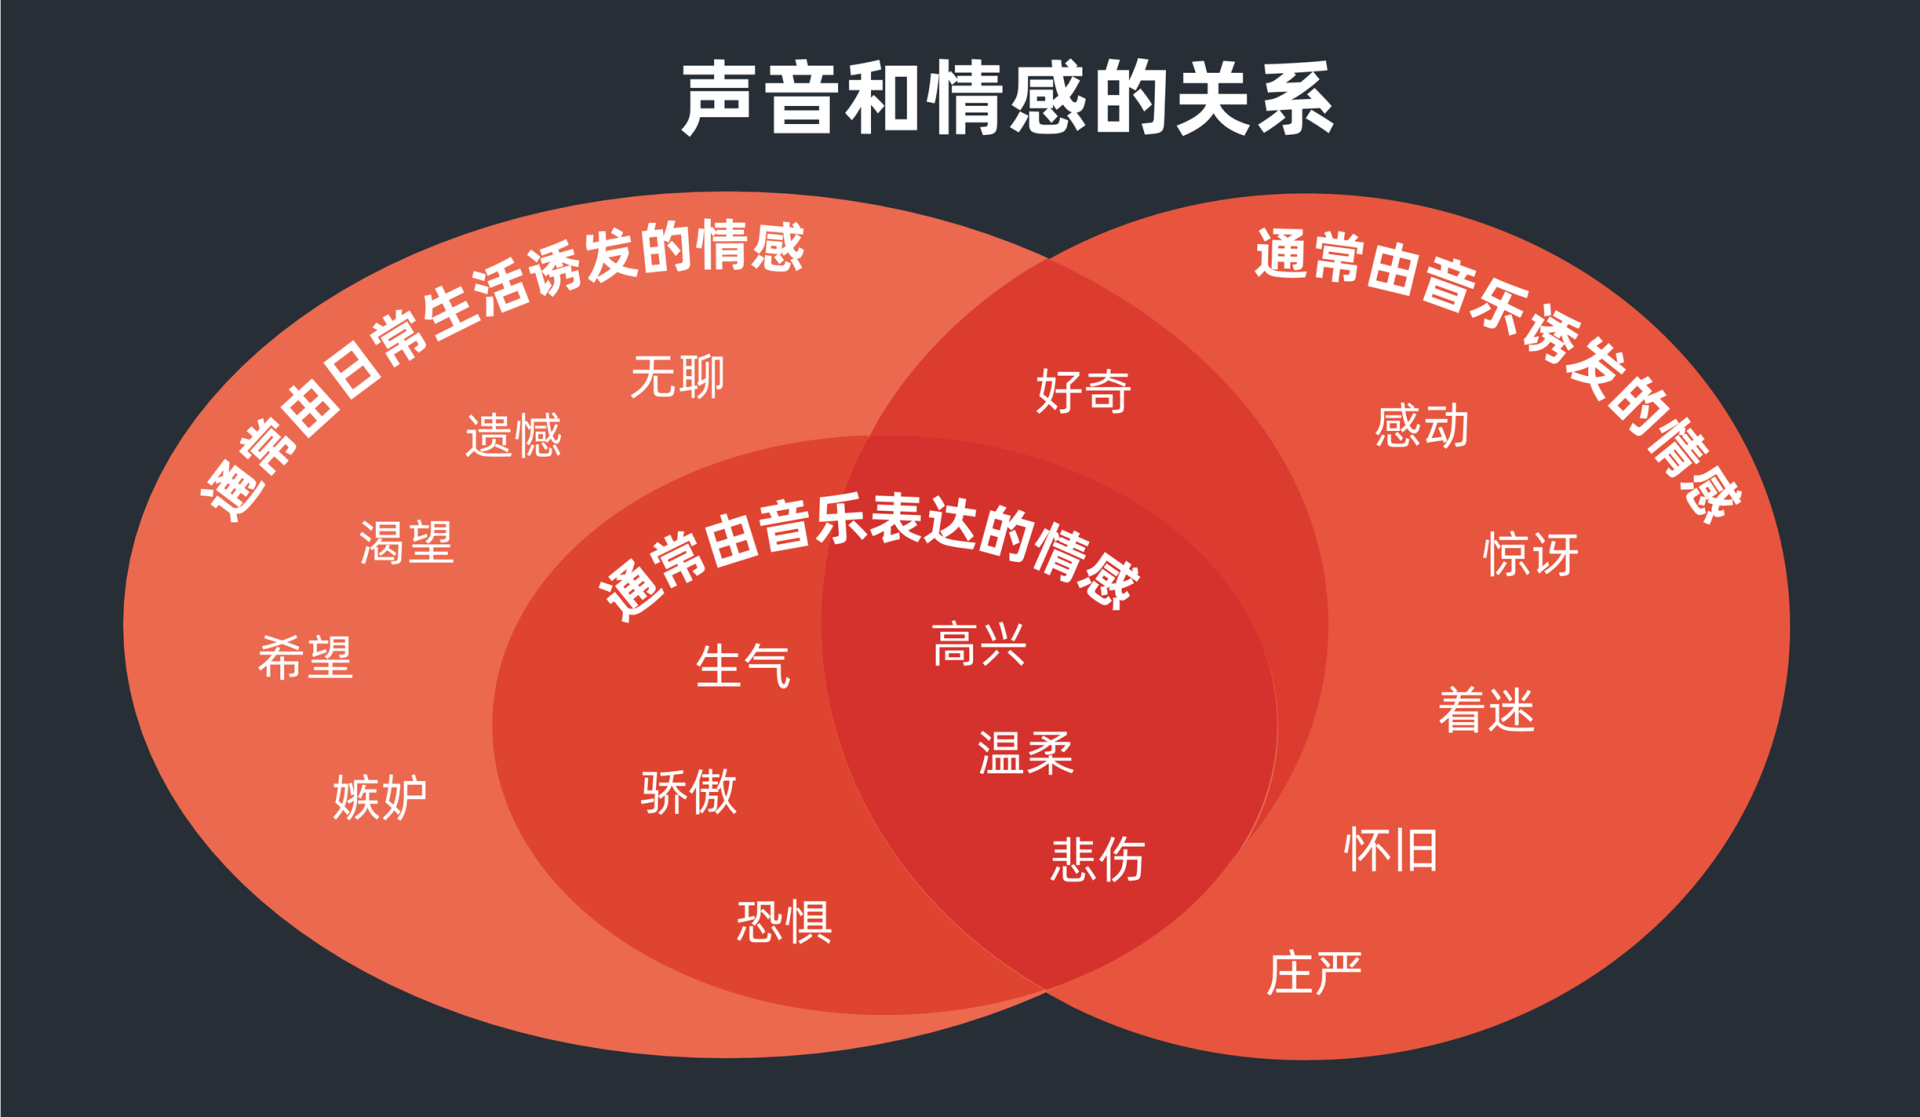 声音和情感的关系
通常由日常生活诱发的情感
无聊
遗憾
渴望
希望
嫉妒
通常由音乐表达的情感
生气
骄傲
恐惧
高兴
温柔
悲伤
好奇
通常由音乐诱发的情感
感动
惊讶
着迷
怀旧
庄严